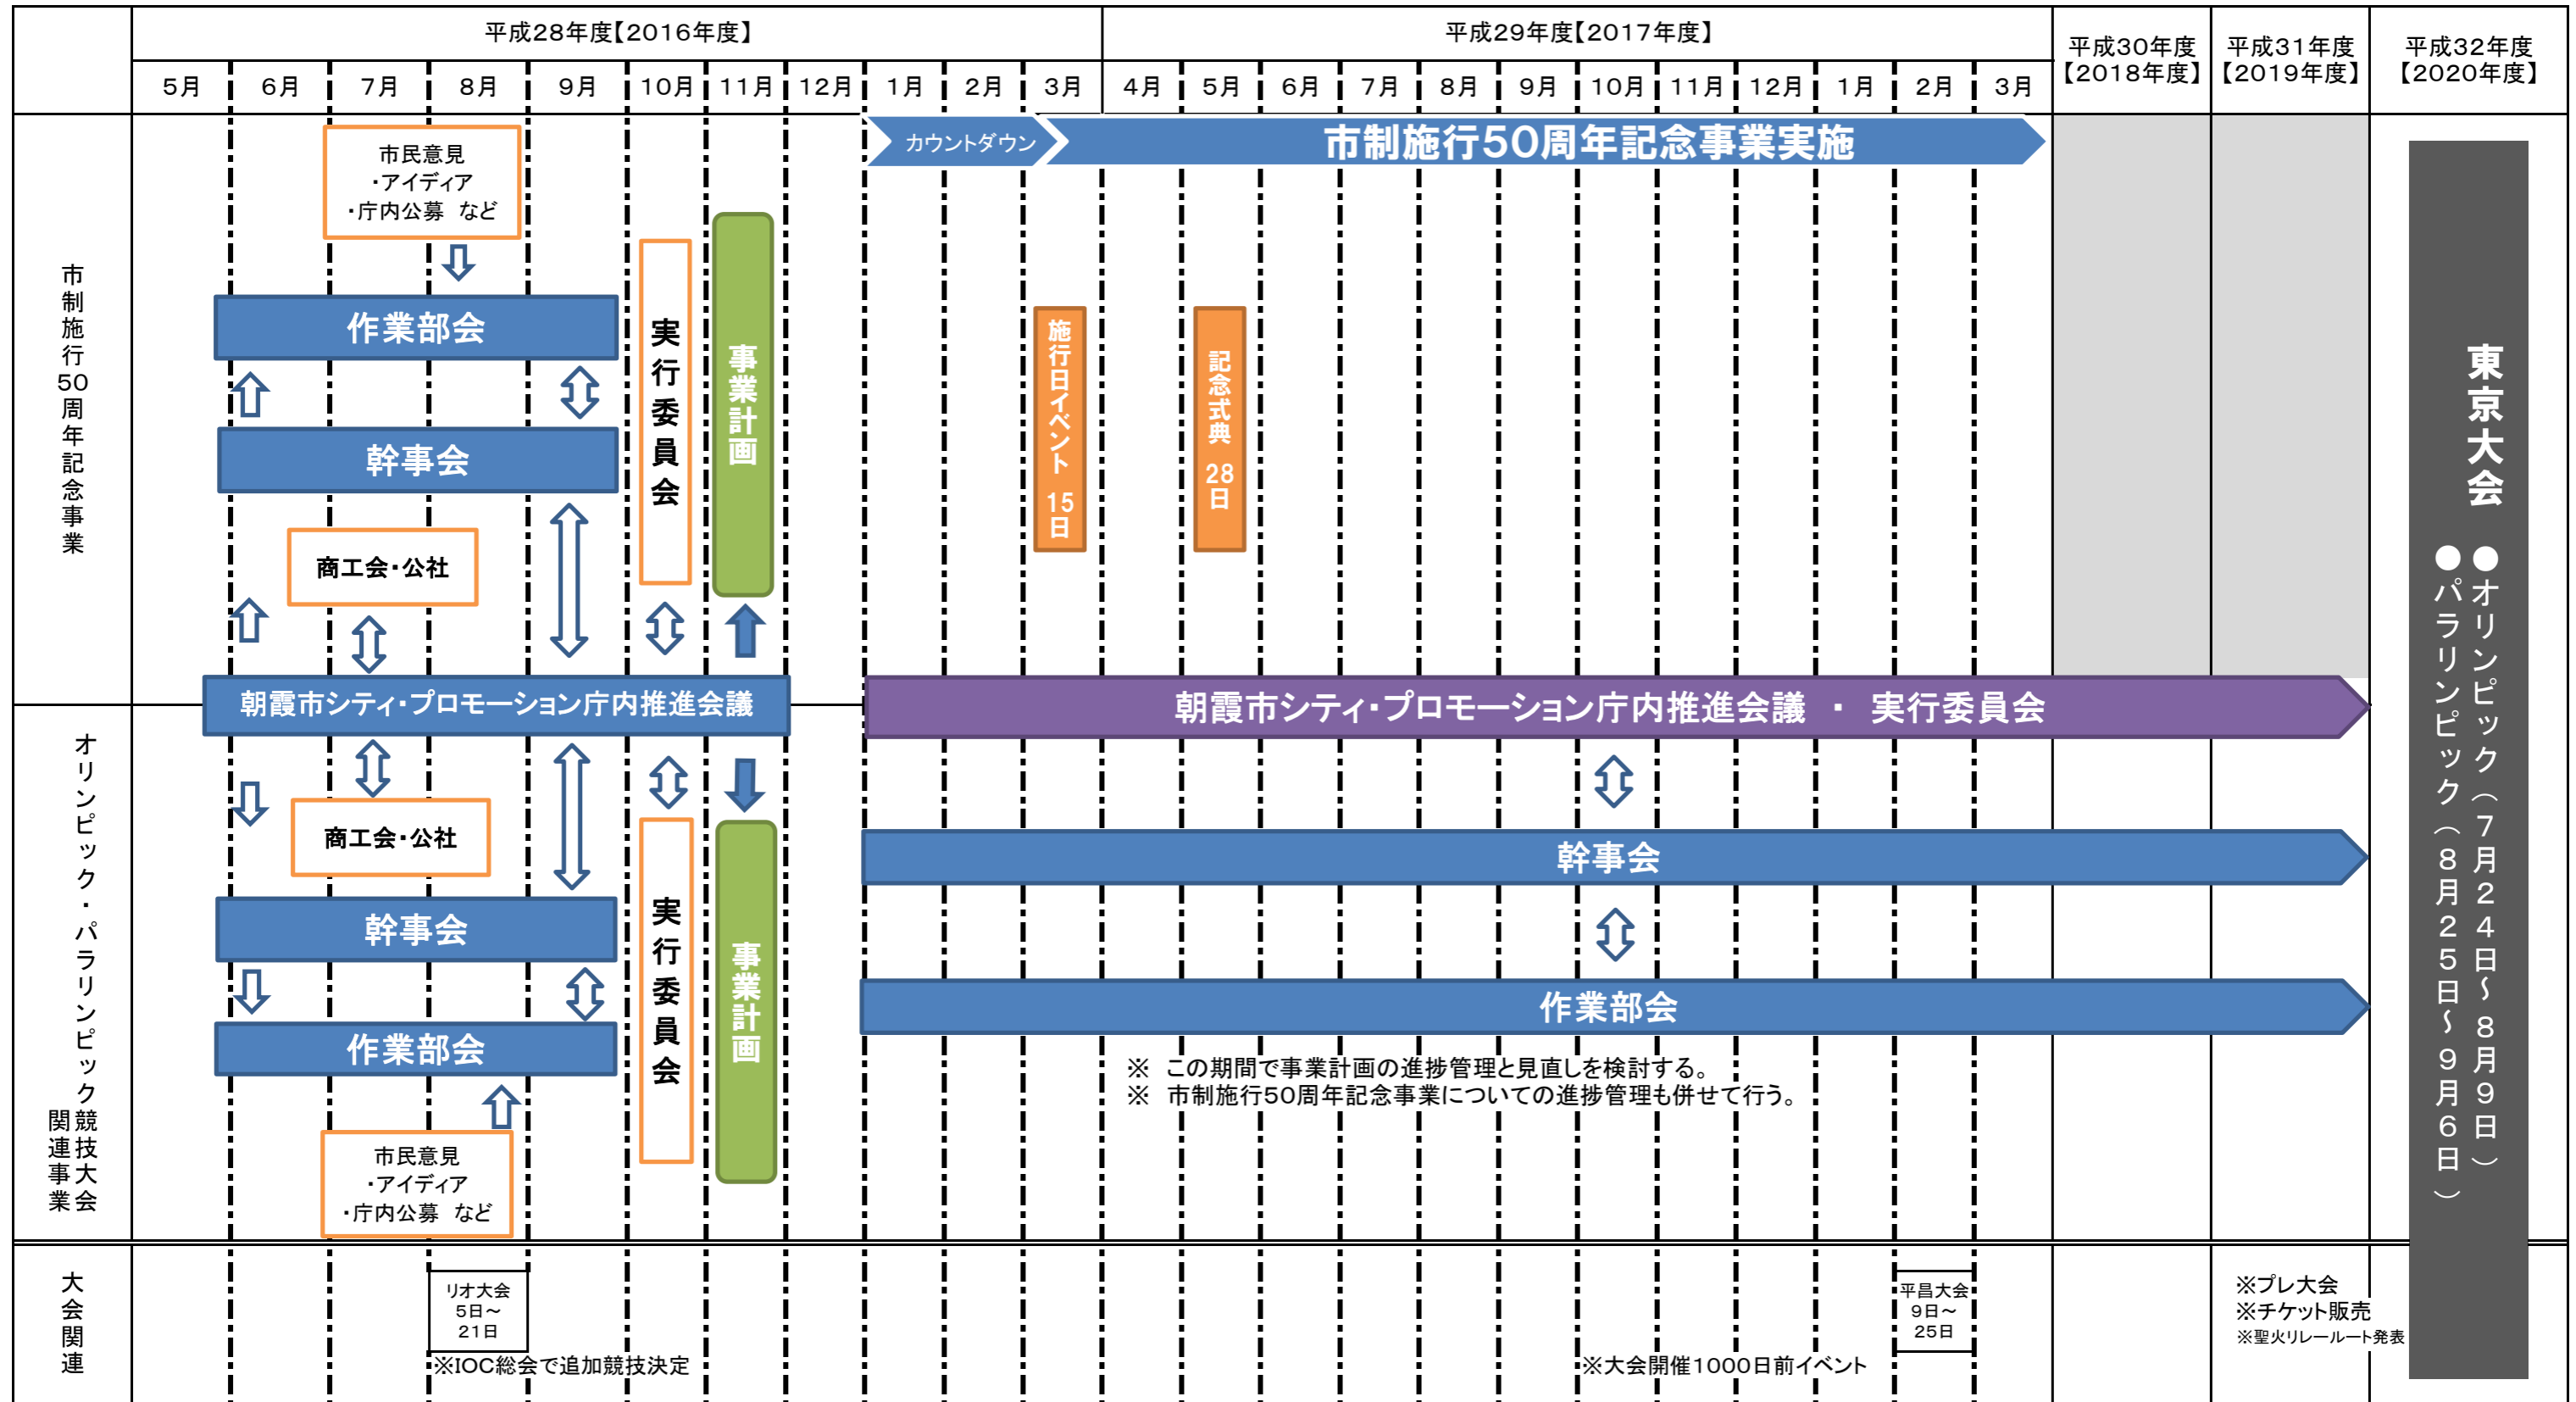 平成28年度【2016年度】
平成29年度【2017年度】
平成30年度
【2018年度】
平成31年度
【2019年度】
平成32年度
【2020年度】
5月 6月 7月 8月 9月 10月 11月 12月 1月 2月 3月 4月 5月 6月 7月 8月 9月 10月 11月 12月 1月 2月 3月
市制施行50周年記念事業
カウントダウン
市制施行50周年記念事業実施
市民意見
・アイディア
・庁内公募 など
作業部会
幹事会
商工会・公社
実行委員会
事業計画
施行日イベント 15日
記念式典 28日
朝霞市シティ・プロモーション庁内推進会議
朝霞市シティ・プロモーション庁内推進会議 ・ 実行委員会
オリンピック・パラリンピック競技大会
関連事業
商工会・公社
幹事会
作業部会
市民意見
・アイディア
・庁内公募 など
実行委員会
事業計画
幹事会
作業部会
※ この期間で事業計画の進捗管理と見直しを検討する。
※ 市制施行50周年記念事業についての進捗管理も併せて行う。
東京大会
●オリンピック（7月24日～8月9日）
●パラリンピック（8月25日～9月6日）
大会関連
リオ大会
5日～
21日
※IOC総会で追加競技決定
※大会開催1000日前イベント
平昌大会
9日～
25日
※プレ大会
※チケット販売
※聖火リレールート発表